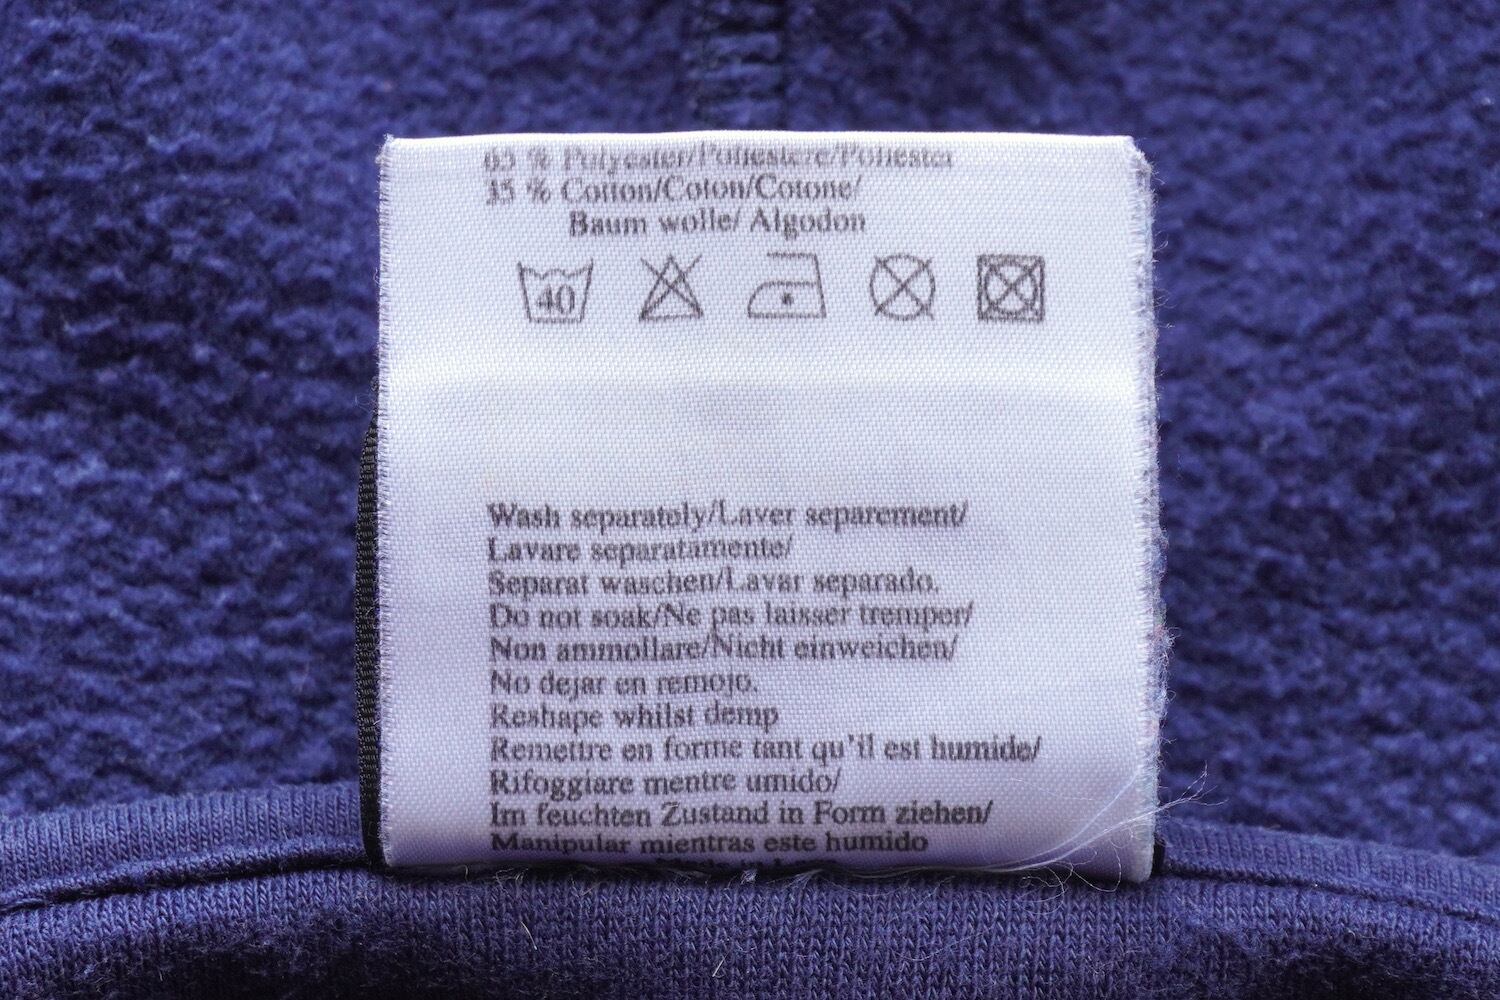 65 % Polyester/Poliestere/Poliester
35 % Cotton/Coton/Cotone/
Baum wolle/ Algodon
40
Wash separately/Laver separement/
Lavare separatamente/
Separat waschen/Lavar separado.
Do not soak/Ne pas laisser tremper/
Non ammollare/Nicht einweichen/
No dejar en remojo.
Reshape whilst demp
Remettre en forme tant qu'il est humide/
Rifoggiare mentre umido/
Im feuchten Zustand in Form ziehen/
Manipular mientras este humido
Made in